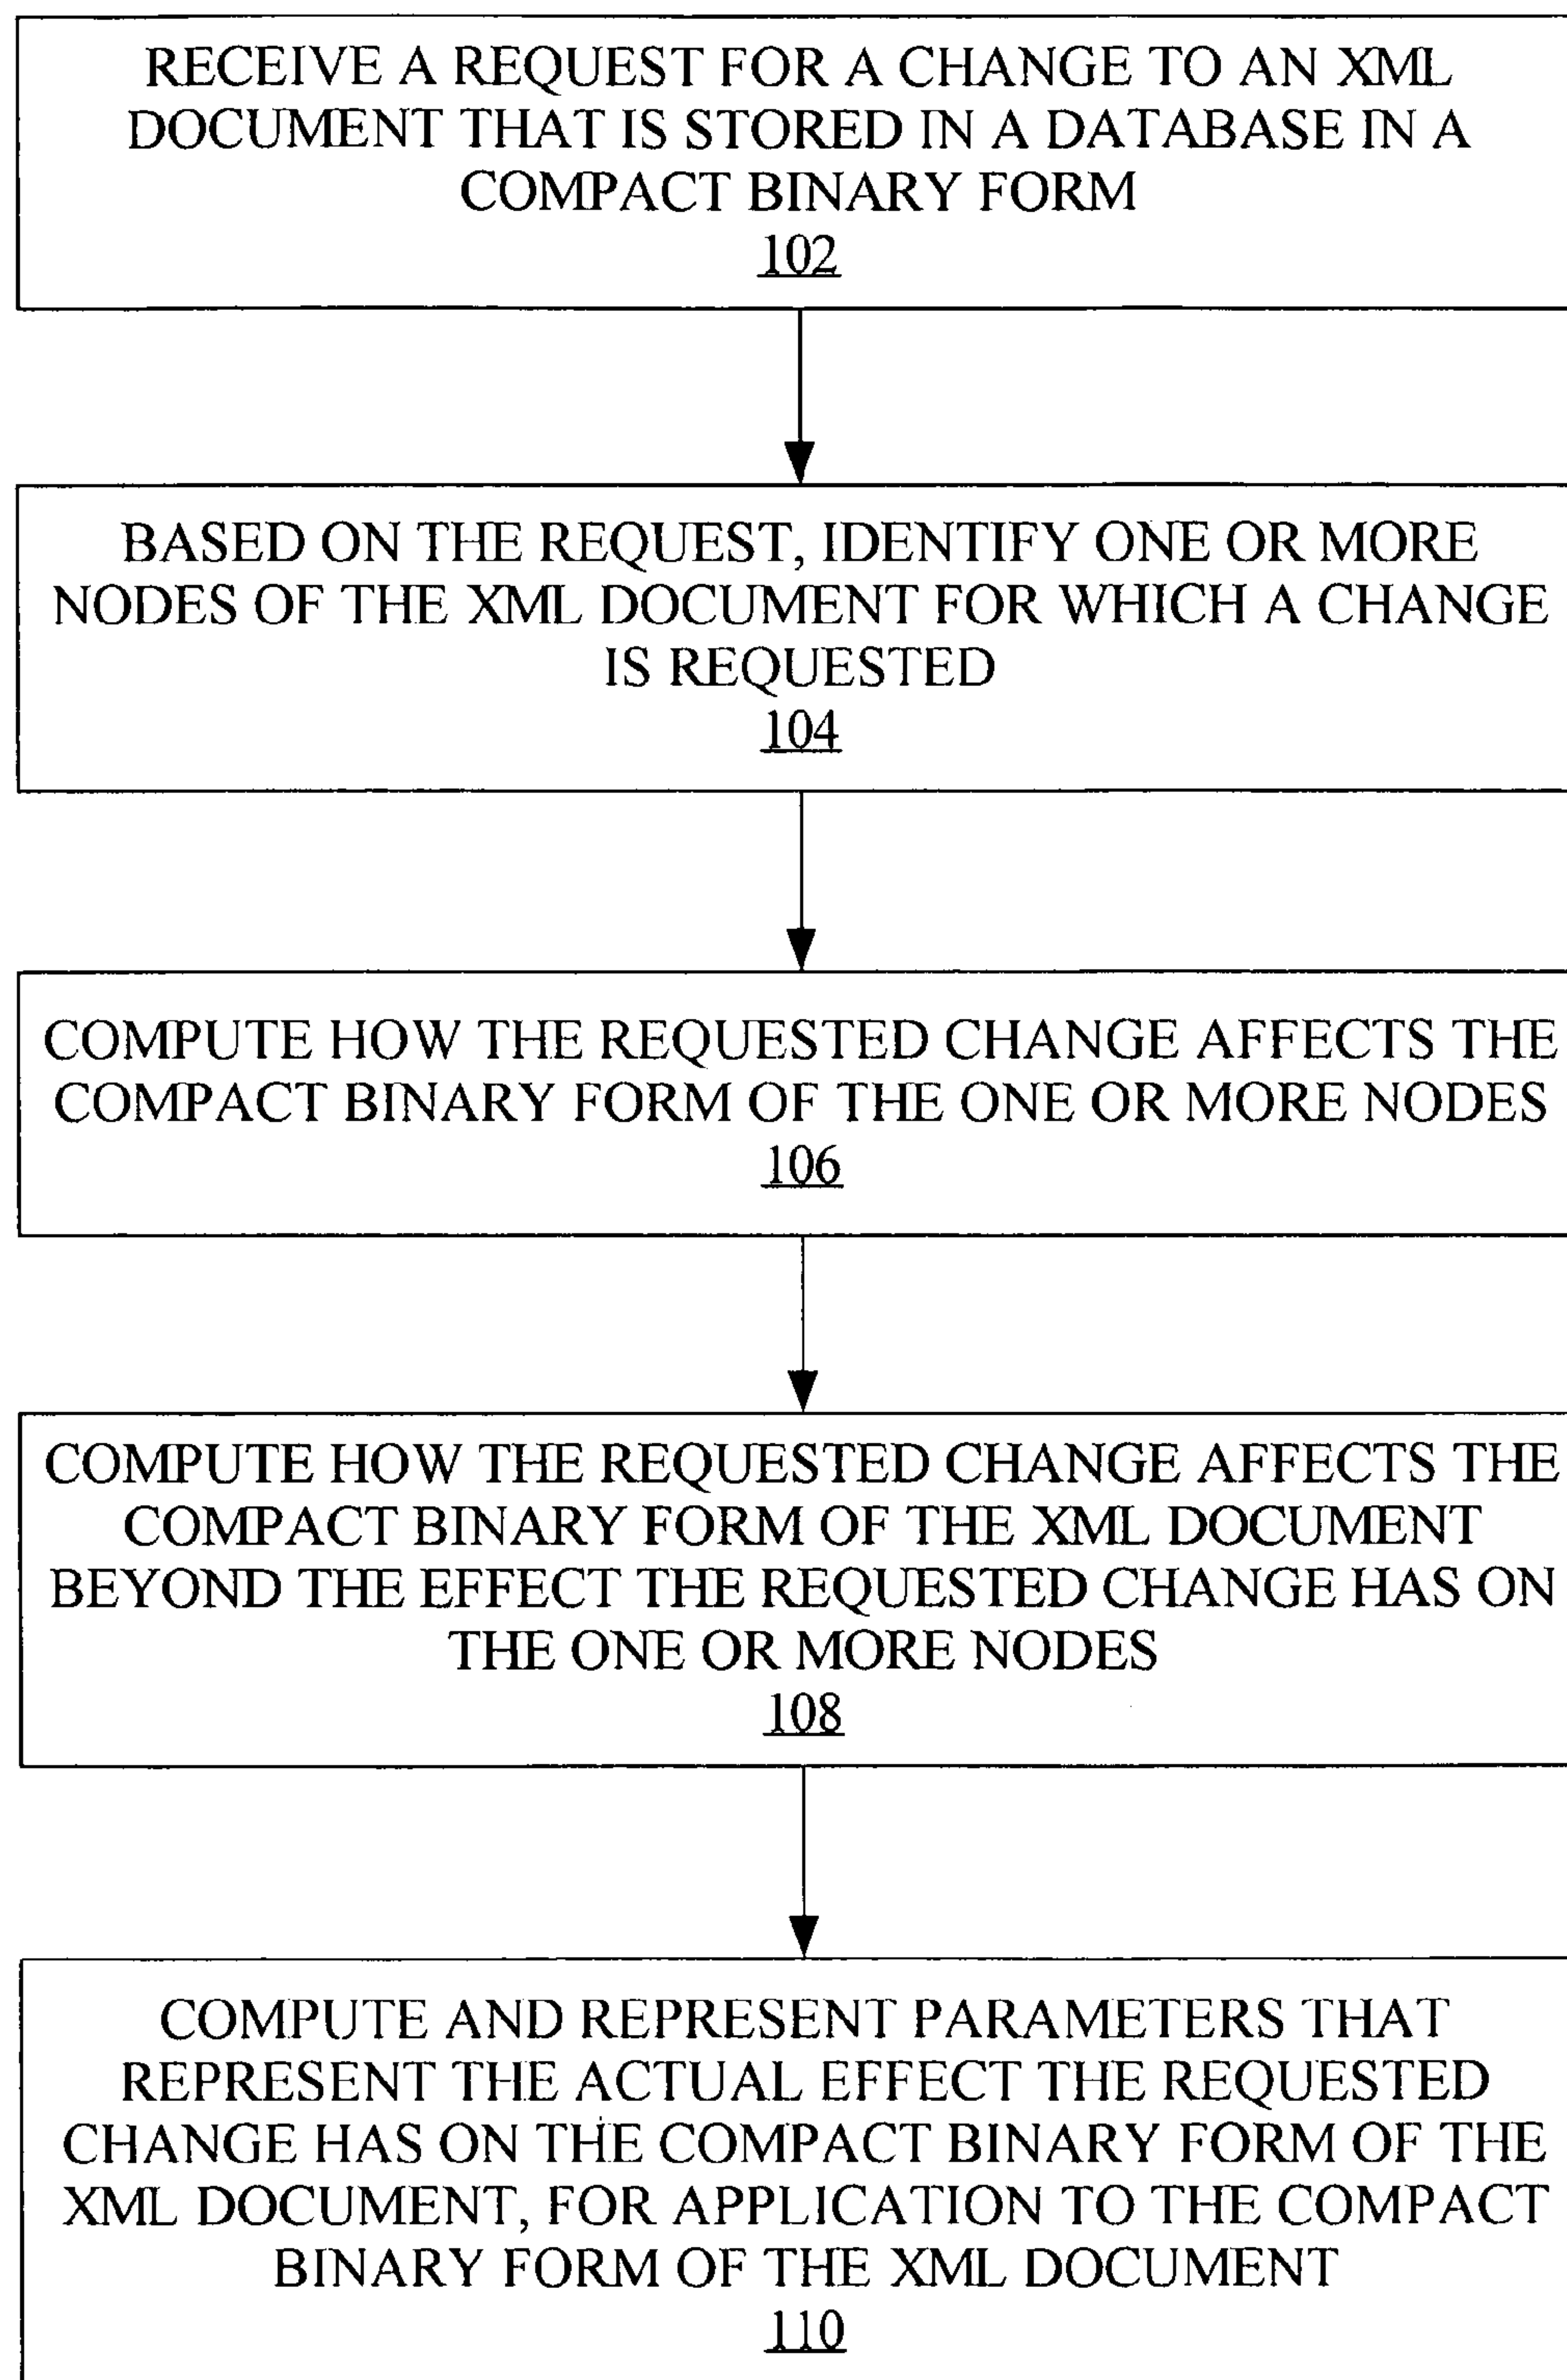 RECEIVE A REQUEST FOR A CHANGE TO AN XML
DOCUMENT THAT IS STORED IN A DATABASE IN A
COMPACT BINARY FORM
102
BASED ON THE REQUEST, IDENTIFY ONE OR MORE
NODES OF THE XML DOCUMENT FOR WHICH A CHANGE
IS REQUESTED
104
COMPUTE HOW THE REQUESTED CHANGE AFFECTS THE
COMPACT BINARY FORM OF THE ONE OR MORE NODES
106
COMPUTE HOW THE REQUESTED CHANGE AFFECTS THE
COMPACT BINARY FORM OF THE XML DOCUMENT
BEYOND THE EFFECT THE REQUESTED CHANGE HAS ON
THE ONE OR MORE NODES
108
COMPUTE AND REPRESENT PARAMETERS THAT
REPRESENT THE ACTUAL EFFECT THE REQUESTED
CHANGE HAS ON THE COMPACT BINARY FORM OF THE
XML DOCUMENT, FOR APPLICATION TO THE COMPACT
BINARY FORM OF THE XML DOCUMENT
110